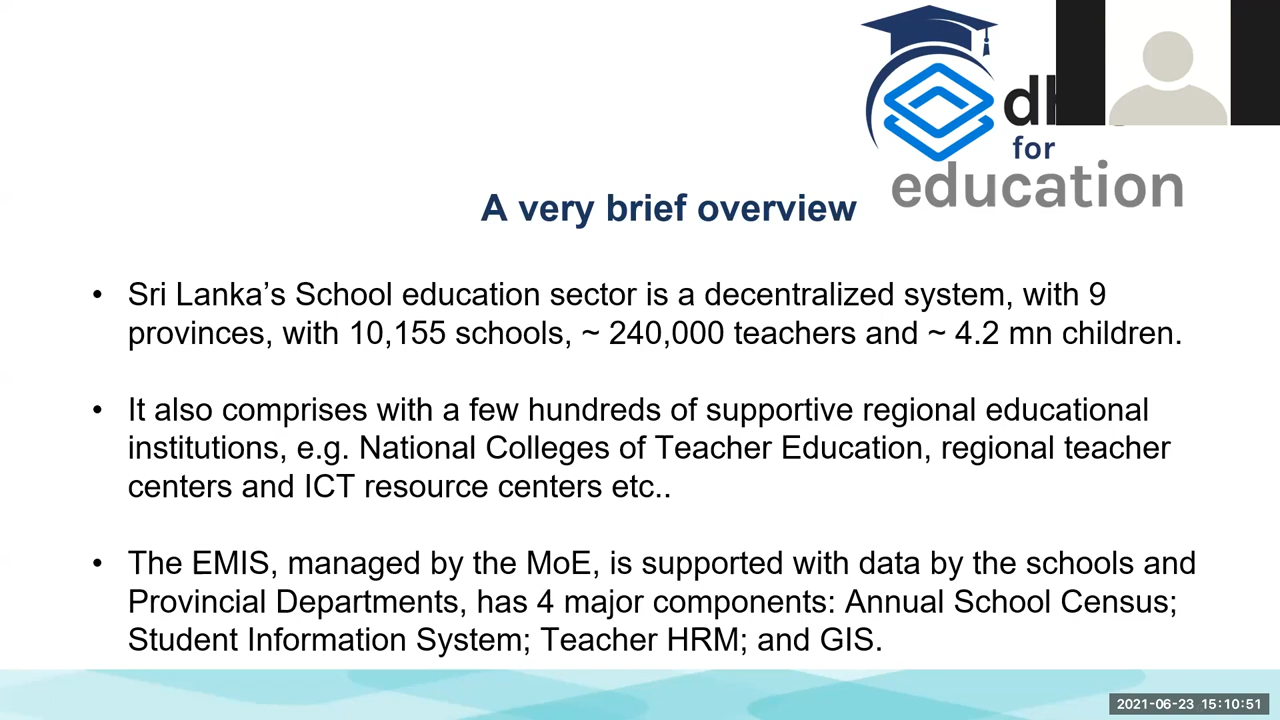 for
education
A very brief overview
• Sri Lanka’s School education sector is a decentralized system, with 9
provinces, with 10,155 schools, ~ 240,000 teachers and ~ 4.2 mn children.
• It also comprises with a few hundreds of supportive regional educational
institutions, e.g. National Colleges of Teacher Education, regional teacher
centers and ICT resource centers etc..
• The EMIS, managed by the MoE, is supported with data by the schools and
Provincial Departments, has 4 major components: Annual School Census;
Student Information System; Teacher HRM; and GIS.
2021-06-23 15:10:51